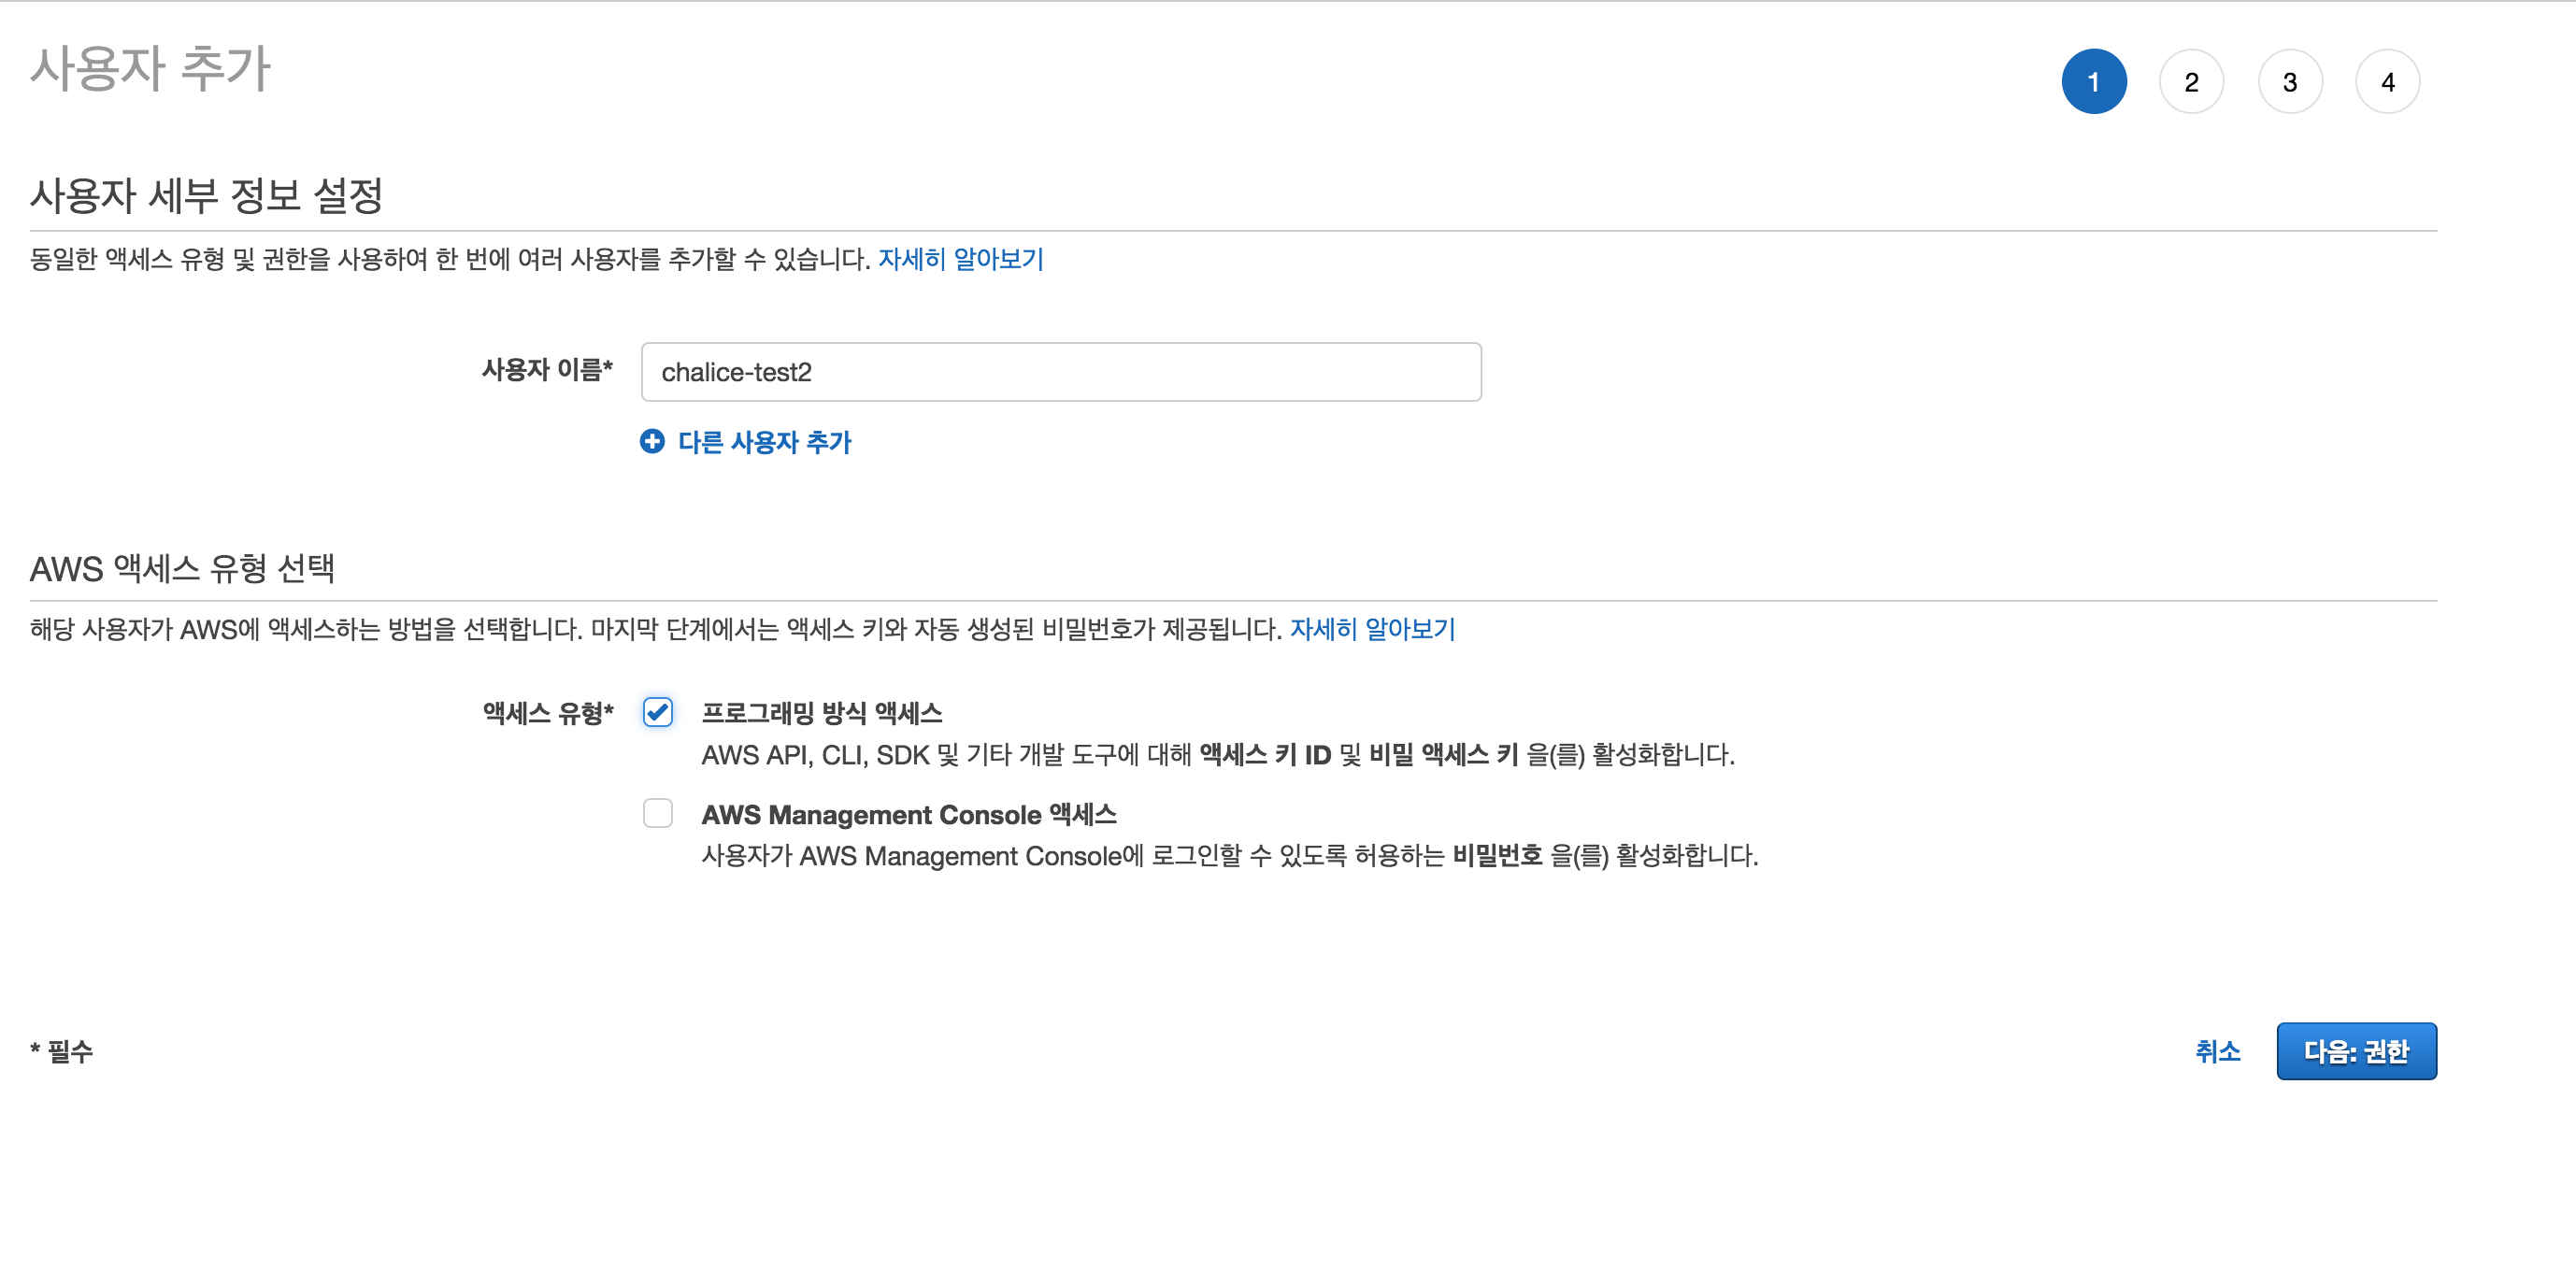 사용자 추가
1 2 3 4
사용자 세부 정보 설정
동일한 액세스 유형 및 권한을 사용하여 한 번에 여러 사용자를 추가할 수 있습니다. 자세히 알아보기
사용자 이름* chalice-test2
다른 사용자 추가
AWS 액세스 유형 선택
해당 사용자가 AWS에 액세스하는 방법을 선택합니다. 마지막 단계에서는 액세스 키와 자동 생성된 비밀번호가 제공됩니다. 자세히 알아보기
액세스 유형* 프로그래밍 방식 액세스
AWS API, CLI, SDK 및 기타 개발 도구에 대해 액세스 키 ID 및 비밀 액세스 키 을(를) 활성화합니다.
AWS Management Console 액세스
사용자가 AWS Management Console에 로그인할 수 있도록 허용하는 비밀번호 을(를) 활성화합니다.
* 필수 취소 다음: 권한